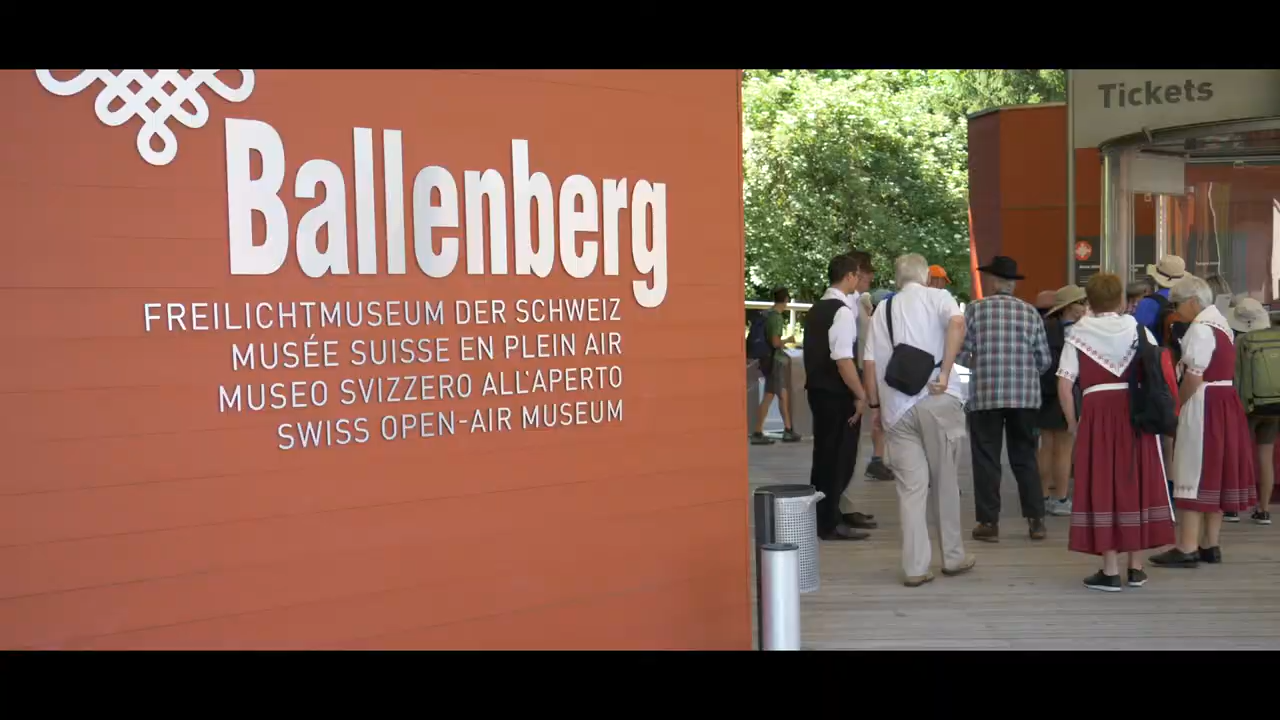 Ballenberg
FREILICHTMUSEUM DER SCHWEIZ
MUSÉE SUISSE EN PLEIN AIR
MUSEO SVIZZERO ALL'APERTO
SWISS OPEN-AIR MUSEUM
Tickets